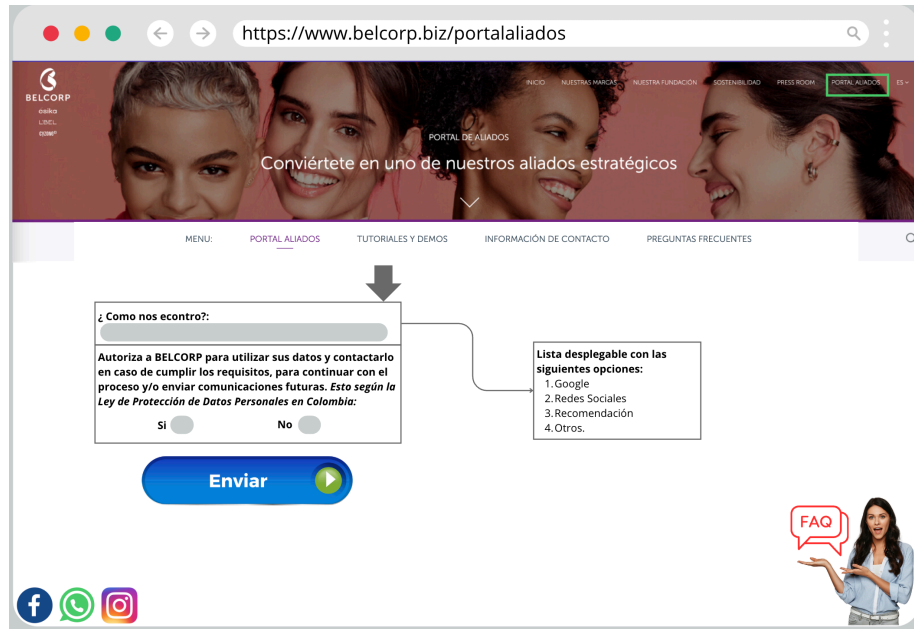 https://www.belcorp.biz/portalaliados
BELCORP
ésika
L'BEL
CYZONE
INICIO NUESTRAS MARCAS NUESTRA FUNDACIÓN SOSTENIBILIDAD PRESS ROOM PORTAL ALIADOS ES
PORTAL DE ALIADOS
Conviértete en uno de nuestros aliados estratégicos
MENU: PORTAL ALIADOS TUTORIALES Y DEMOS INFORMACIÓN DE CONTACTO PREGUNTAS FRECUENTES
¿ Como nos econtro?:
Autoriza a BELCORP para utilizar sus datos y contactarlo
en caso de cumplir los requisitos, para continuar con el
proceso y/o enviar comunicaciones futuras. Esto según la
Ley de Protección de Datos Personales en Colombia:
Si No
Lista desplegable con las
siguientes opciones:
1. Google
2. Redes Sociales
3. Recomendación
4. Otros.
Enviar
FAQ